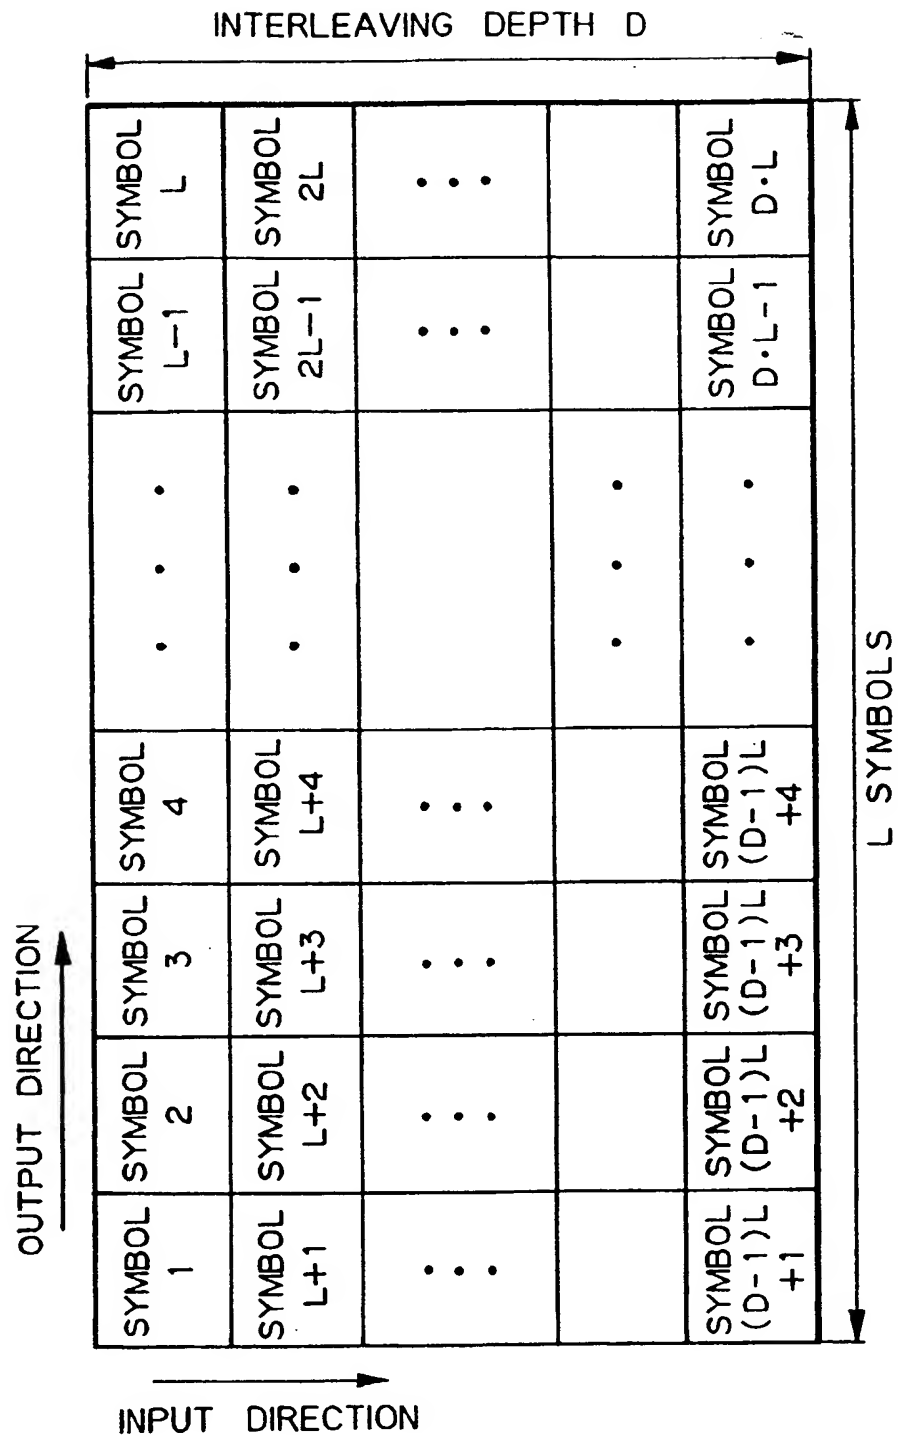 INTERLEAVING DEPTH D
OUTPUT DIRECTION
INPUT DIRECTION
L SYMBOLS
SYMBOL
1
SYMBOL
2
SYMBOL
3
SYMBOL
4
SYMBOL
L-1
SYMBOL
L
SYMBOL
L+1
SYMBOL
L+2
SYMBOL
L+3
SYMBOL
L+4
SYMBOL
2L-1
SYMBOL
2L
SYMBOL
(D-1)L
+1
SYMBOL
(D-1)L
+2
SYMBOL
(D-1)L
+3
SYMBOL
(D-1)L
+4
SYMBOL
D·L-1
SYMBOL
D·L